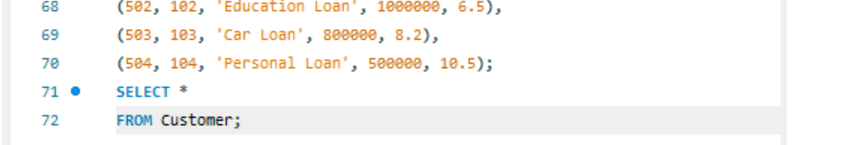 68 (502, 102, 'Education Loan', 1000000, 6.5),
69 (503, 103, 'Car Loan', 800000, 8.2),
70 (504, 104, 'Personal Loan', 500000, 10.5);
71 SELECT *
72 FROM Customer;